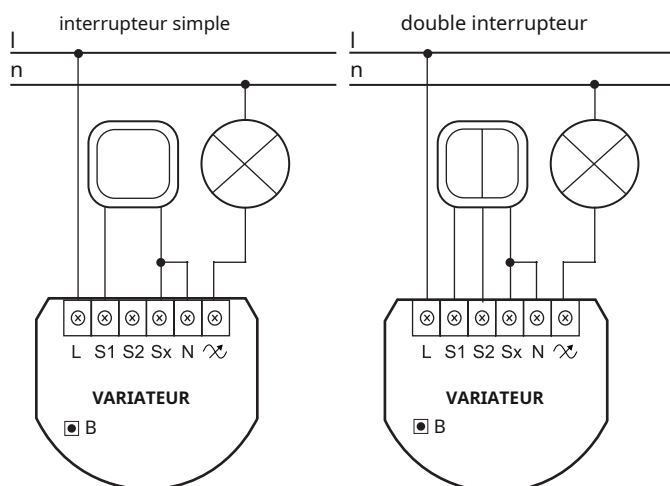 interrupteur simple
double interrupteur
l
l
n
n
L S1 S2 Sx N
L S1 S2 Sx N
VARIATEUR
VARIATEUR
B
B